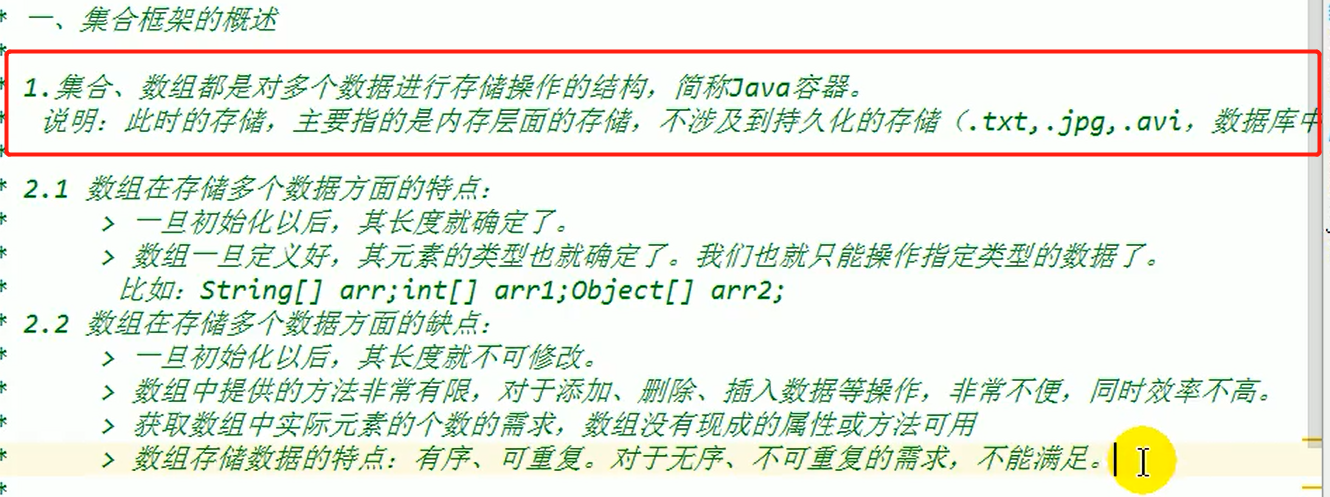 * 一、集合框架的概述
*
* 1.集合、数组都是对多个数据进行存储操作的结构，简称Java容器。
* 说明：此时的存储，主要指的是内存层面的存储，不涉及到持久化的存储（.txt,.jpg,.avi，数据库中
*
* 2.1 数组在存储多个数据方面的特点：
* > 一旦初始化以后，其长度就确定了。
* > 数组一旦定义好，其元素的类型也就确定了。我们也就只能操作指定类型的数据了。
* 比如：String[] arr;int[] arr1;Object[] arr2;
* 2.2 数组在存储多个数据方面的缺点：
* > 一旦初始化以后，其长度就不可修改。
* > 数组中提供的方法非常有限，对于添加、删除、插入数据等操作，非常不便，同时效率不高。
* > 获取数组中实际元素的个数的需求，数组没有现成的属性或方法可用
* > 数组存储数据的特点：有序、可重复。对于无序、不可重复的需求，不能满足。
*